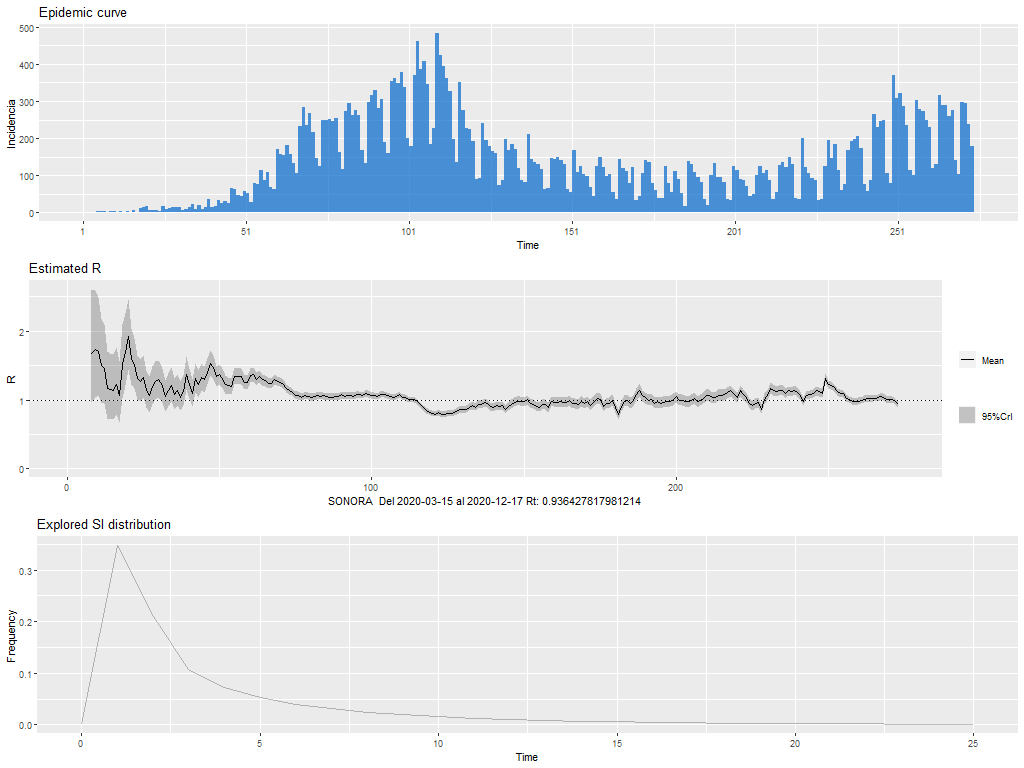 Epidemic curve
500
400
300
200
100
0
Incidencia
1
51
101
151
201
251
Time
Estimated R
2
1
0
R
0
100
200
Mean
95%CrI
SONORA  Del 2020-03-15 al 2020-12-17 Rt: 0.936427817981214
Explored SI distribution
0.3
0.2
0.1
0.0
Frequency
0
5
10
15
20
25
Time